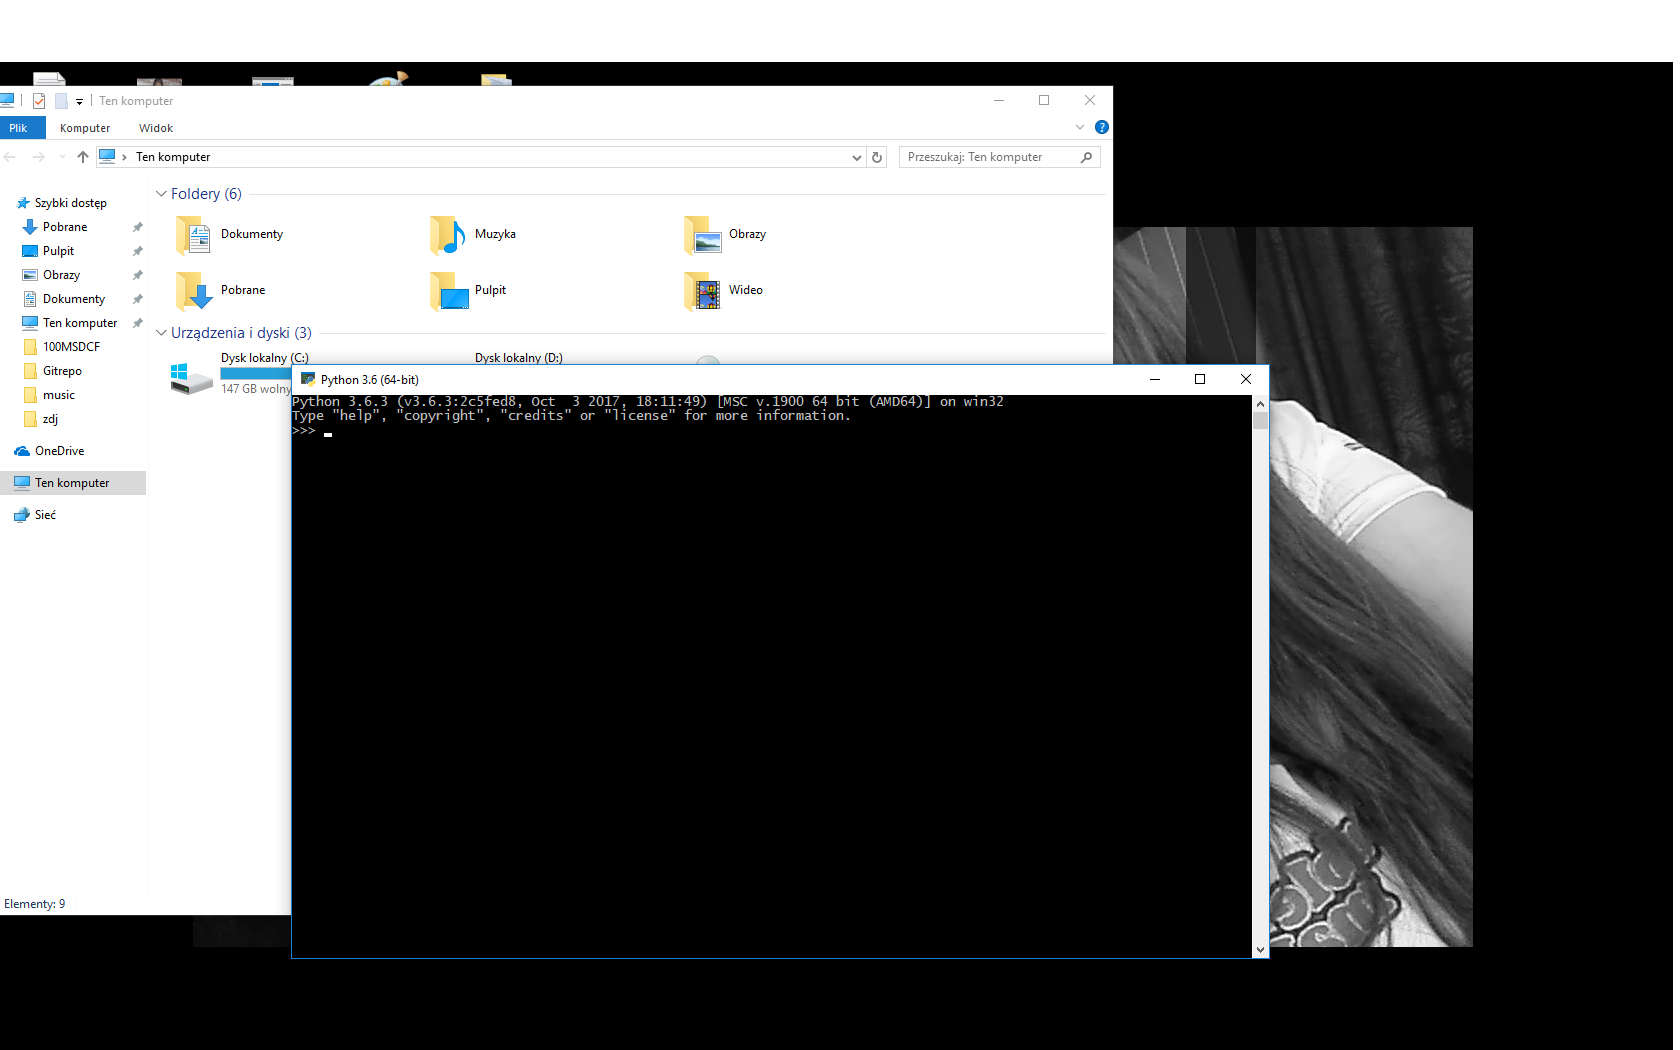 Ten komputer
Plik Komputer Widok
Ten komputer
Przeszukaj: Ten komputer
Szybki dostęp
Pobrane
Pulpit
Obrazy
Dokumenty
Ten komputer
100MSDCF
Gitrepo
music
zdj
OneDrive
Ten komputer
Sieć
Foldery (6)
Dokumenty Muzyka Obrazy
Pobrane Pulpit Wideo
Urządzenia i dyski (3)
Dysk lokalny (C:) Dysk lokalny (D:)
147 GB wolny
Elementy: 9
Python 3.6 (64-bit)
Python 3.6.3 (v3.6.3:2c5fed8, Oct  3 2017, 18:11:49) [MSC v.1900 64 bit (AMD64)] on win32
Type "help", "copyright", "credits" or "license" for more information.
>>>